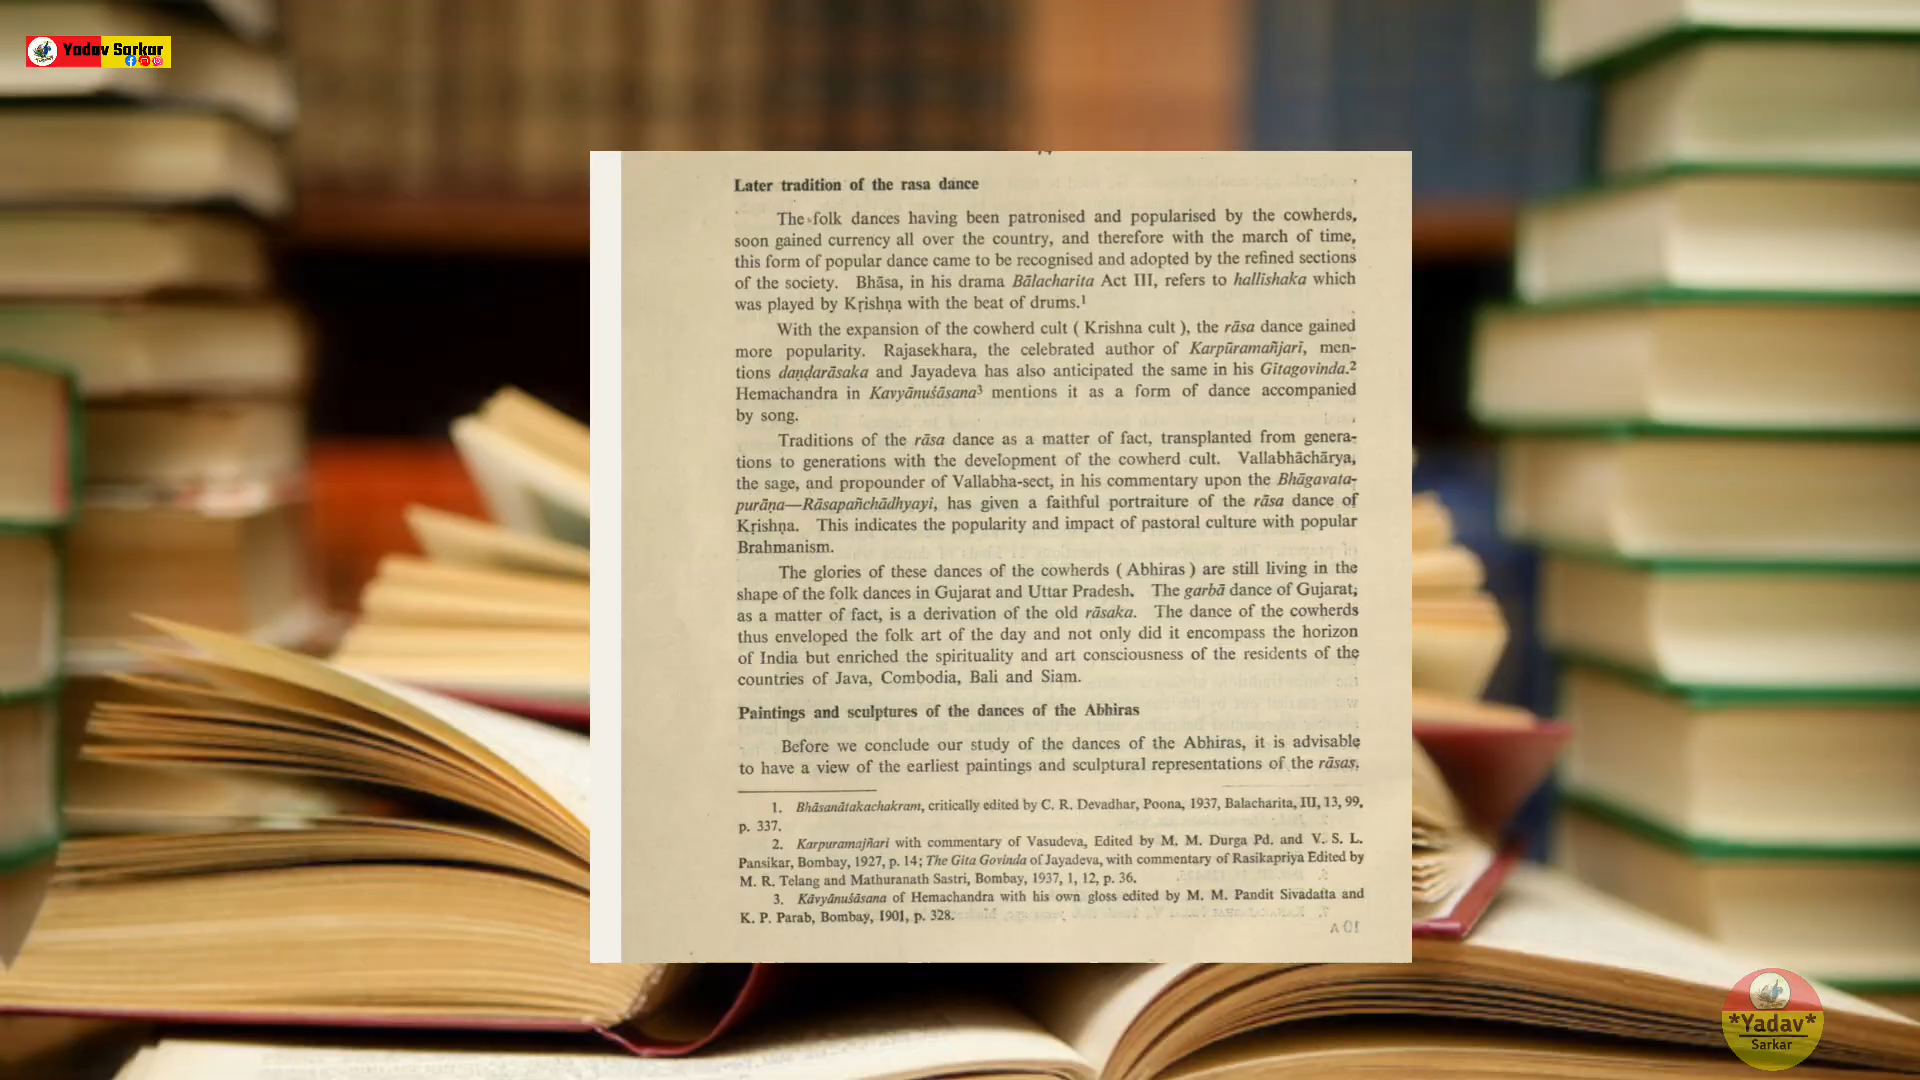 Yadav Sarkar
Later tradition of the rasa dance
The folk dances having been patronised and popularised by the cowherds,
soon gained currency all over the country, and therefore with the march of time,
this form of popular dance came to be recognised and adopted by the refined sections
of the society. Bhāsa, in his drama Bālacharita Act III, refers to hallishaka which
was played by Kṛishṇa with the beat of drums.¹
With the expansion of the cowherd cult ( Krishna cult ), the rāsa dance gained
more popularity. Rajasekhara, the celebrated author of Karpūramañjarī, men-
tions daṇḍarāsaka and Jayadeva has also anticipated the same in his Gitagovinda.²
Hemachandra in Kavyānuśāsana³ mentions it as a form of dance accompanied
by song.
Traditions of the rāsa dance as a matter of fact, transplanted from genera-
tions to generations with the development of the cowherd cult. Vallabhāchārya,
the sage, and propounder of Vallabha-sect, in his commentary upon the Bhāgavata-
purāṇa—Rāsapañchādhyayi, has given a faithful portraiture of the rāsa dance of
Kṛishṇa. This indicates the popularity and impact of pastoral culture with popular
Brahmanism.
The glories of these dances of the cowherds ( Abhiras ) are still living in the
shape of the folk dances in Gujarat and Uttar Pradesh. The garbā dance of Gujarat,
as a matter of fact, is a derivation of the old rāsaka. The dance of the cowherds
thus enveloped the folk art of the day and not only did it encompass the horizon
of India but enriched the spirituality and art consciousness of the residents of the
countries of Java, Combodia, Bali and Siam.
Paintings and sculptures of the dances of the Abhiras
Before we conclude our study of the dances of the Abhiras, it is advisable
to have a view of the earliest paintings and sculptural representations of the rāsas.
1. Bhāsanātakachakram, critically edited by C. R. Devadhar, Poona, 1937, Balacharita, III, 13, 99,
p. 337.
2. Karpuramajñari with commentary of Vasudeva, Edited by M. M. Durga Pd. and V. S. L.
Pansikar, Bombay, 1927, p. 14; The Gita Govinda of Jayadeva, with commentary of Rasikapriya Edited by
M. R. Telang and Mathuranath Sastri, Bombay, 1937, 1, 12, p. 36.
3. Kāvyānuśāsana of Hemachandra with his own gloss edited by M. M. Pandit Sivadatta and
K. P. Parab, Bombay, 1901, p. 328.
*Yadav*
Sarkar